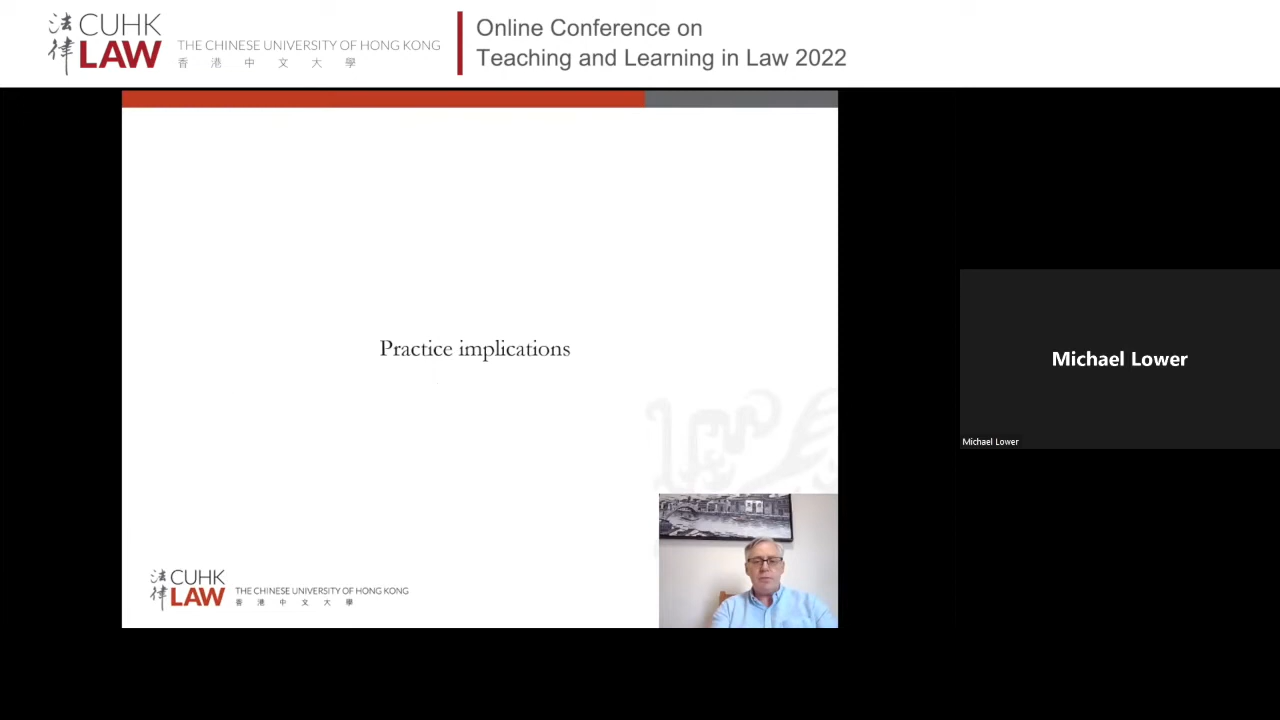 法律
CUHK
LAW
THE CHINESE UNIVERSITY OF HONG KONG
香港中文大學
Online Conference on
Teaching and Learning in Law 2022
Practice implications
Michael Lower
Michael Lower
法律
CUHK
LAW
THE CHINESE UNIVERSITY OF HONG KONG
香港中文大學